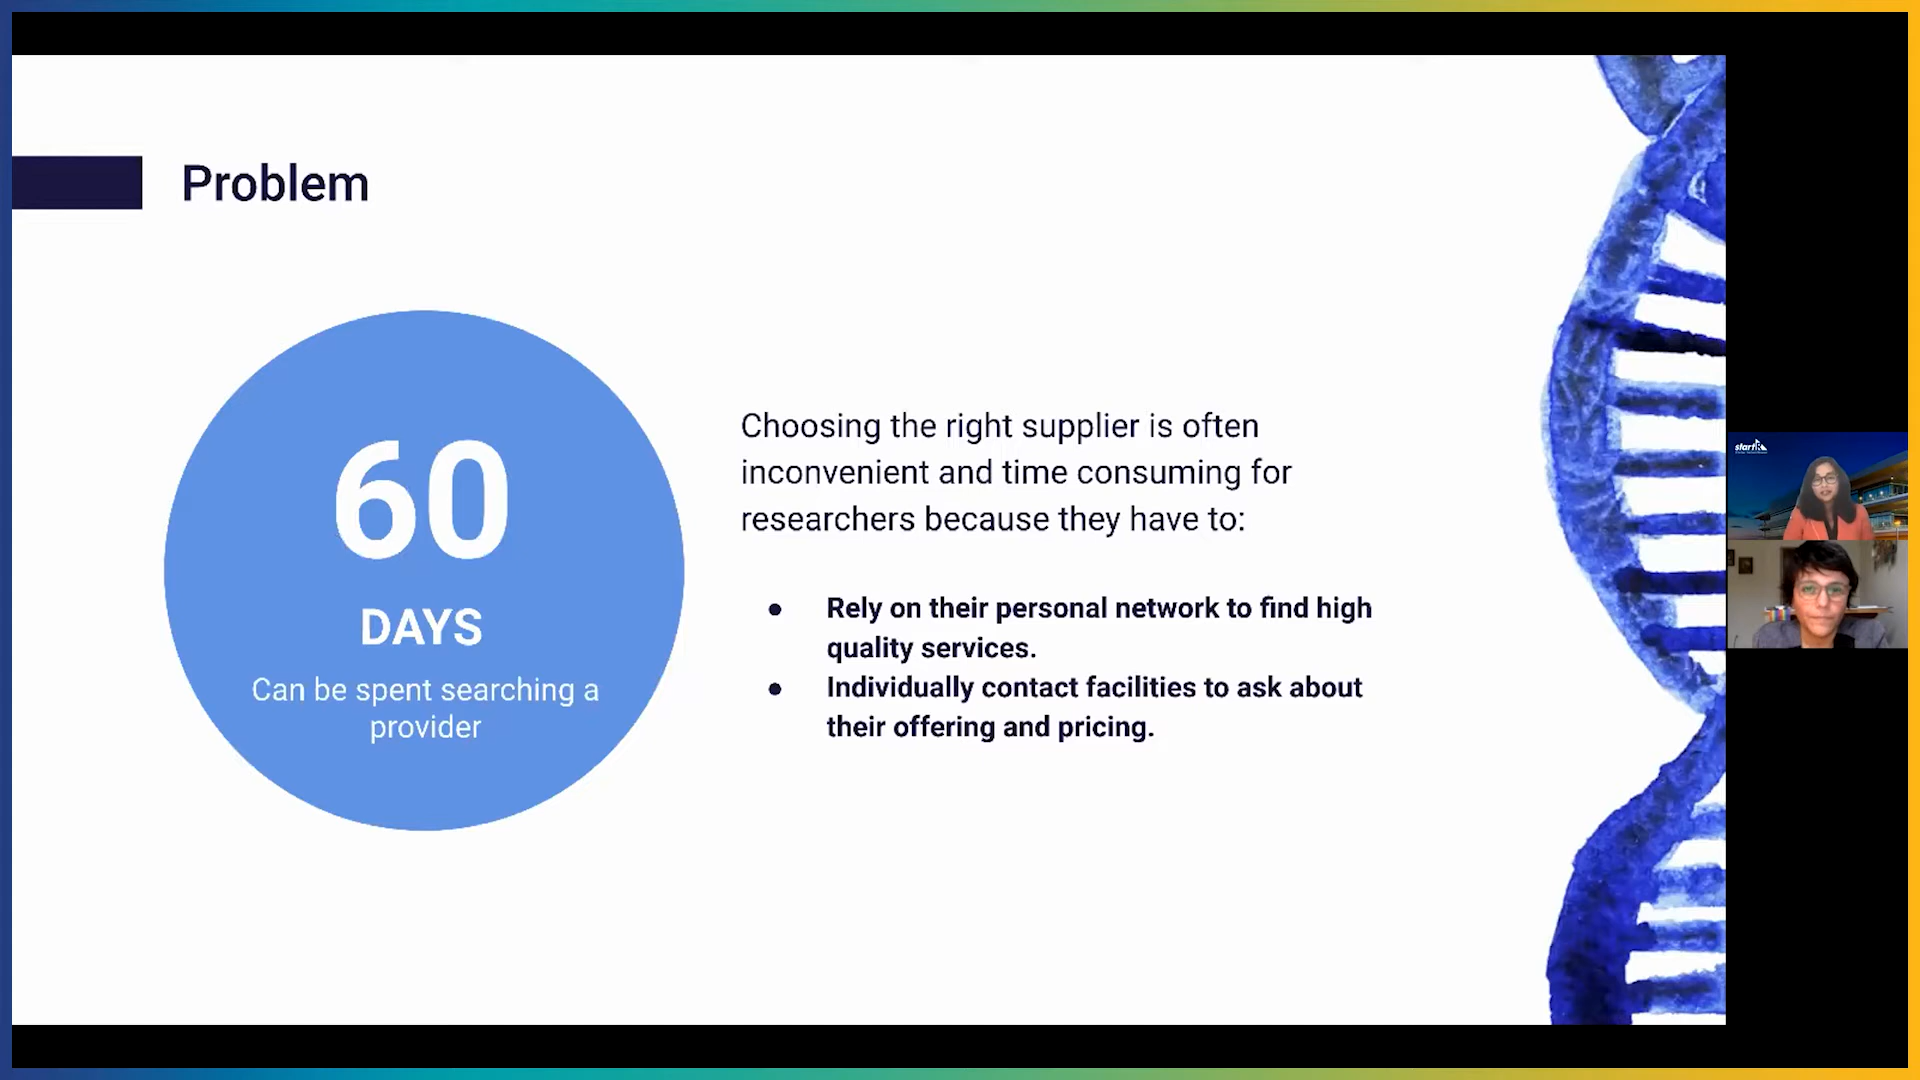 Problem
60
DAYS
Can be spent searching a
provider
Choosing the right supplier is often
inconvenient and time consuming for
researchers because they have to:
● Rely on their personal network to find high
quality services.
● Individually contact facilities to ask about
their offering and pricing.